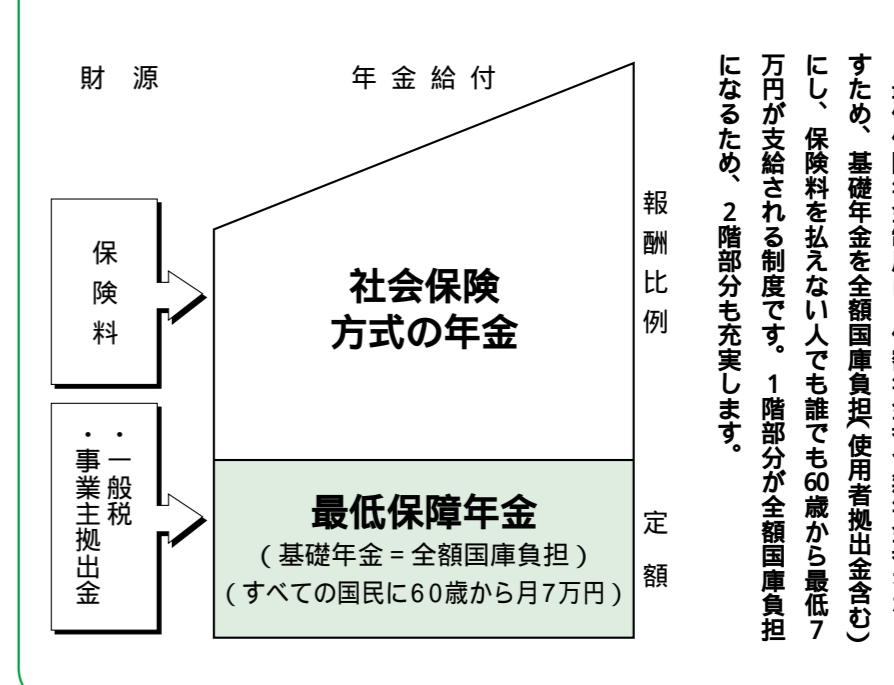 財源
年金給付
保険料
社会保険
方式の年金
報酬比例
・一般税
・事業主拠出金
最低保障年金
(基礎年金=全額国庫負担)
(すべての国民に60歳から月7万円)
定額
すため、基礎年金を全額国庫負担(使用者拠出金含む)
にし、保険料を払えない人でも誰でも60歳から最低7
万円が支給される制度です。1階部分が全額国庫負担
になるため、2階部分も充実します。